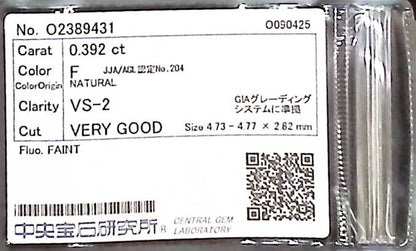 No. O2389431 O090425
Carat 0.392 ct
Color F JJA/AGL認定No.204
ColorOrigin NATURAL
Clarity VS-2 GIAグレーディングシステムに準拠
Cut VERY GOOD Size 4.73 - 4.77 × 2.82 mm
Fluo. FAINT
中央宝石研究所® CENTRAL GEM LABORATORY